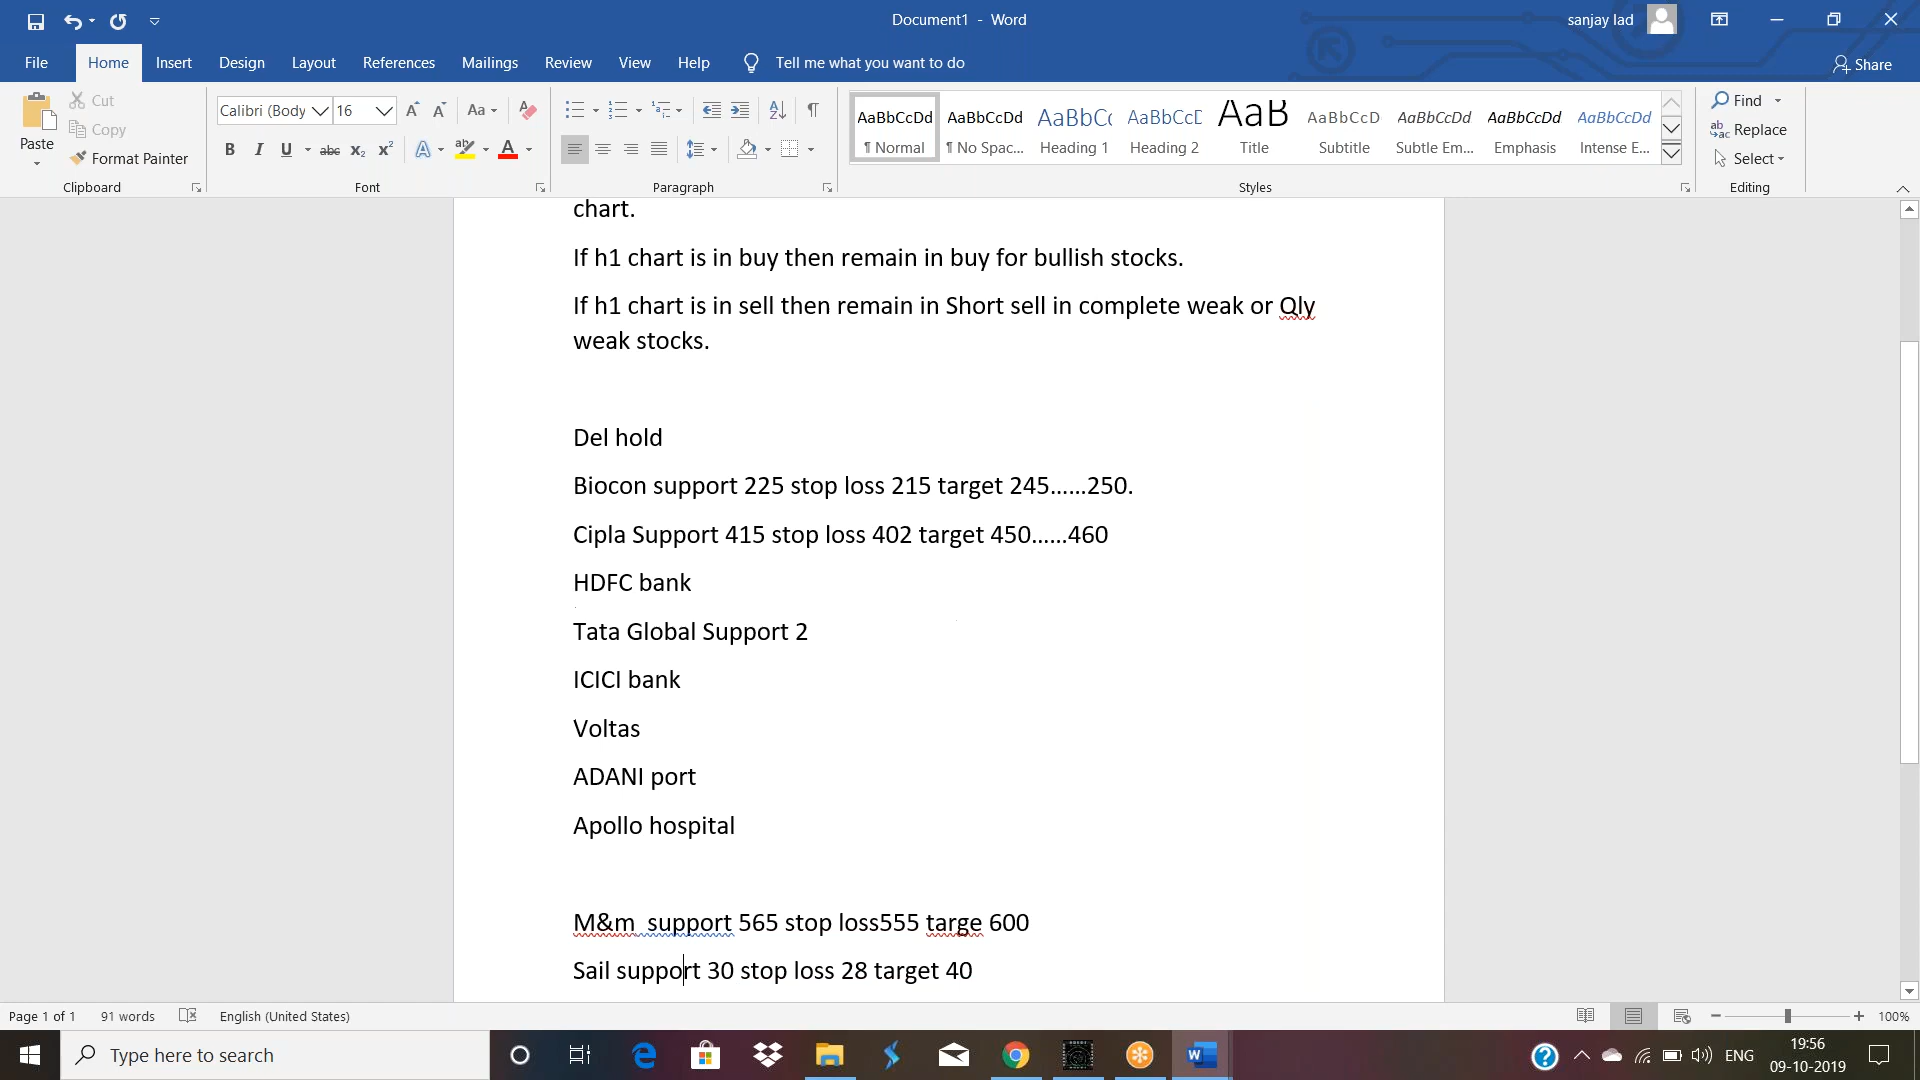 Document1 - Word
sanjay lad
File Home Insert Design Layout References Mailings Review View Help Tell me what you want to do
Share
Paste
Cut
Copy
Format Painter
Clipboard
Calibri (Body 16
Font
Paragraph
AaBbCcDd AaBbCcDd AaBbCc AaBbCcE AaB AaBbCcD AaBbCcDd AaBbCcDd AaBbCcDd
¶ Normal ¶ No Spac... Heading 1 Heading 2 Title Subtitle Subtle Em... Emphasis Intense E...
Styles
Find
Replace
Select
Editing
chart.
If h1 chart is in buy then remain in buy for bullish stocks.
If h1 chart is in sell then remain in Short sell in complete weak or Qly
weak stocks.
Del hold
Biocon support 225 stop loss 215 target 245......250.
Cipla Support 415 stop loss 402 target 450......460
HDFC bank
Tata Global Support 2
ICICI bank
Voltas
ADANI port
Apollo hospital
M&m  support 565 stop loss555 targe 600
Sail support 30 stop loss 28 target 40
Page 1 of 1 91 words English (United States)
100%
Type here to search
ENG
19:56
09-10-2019